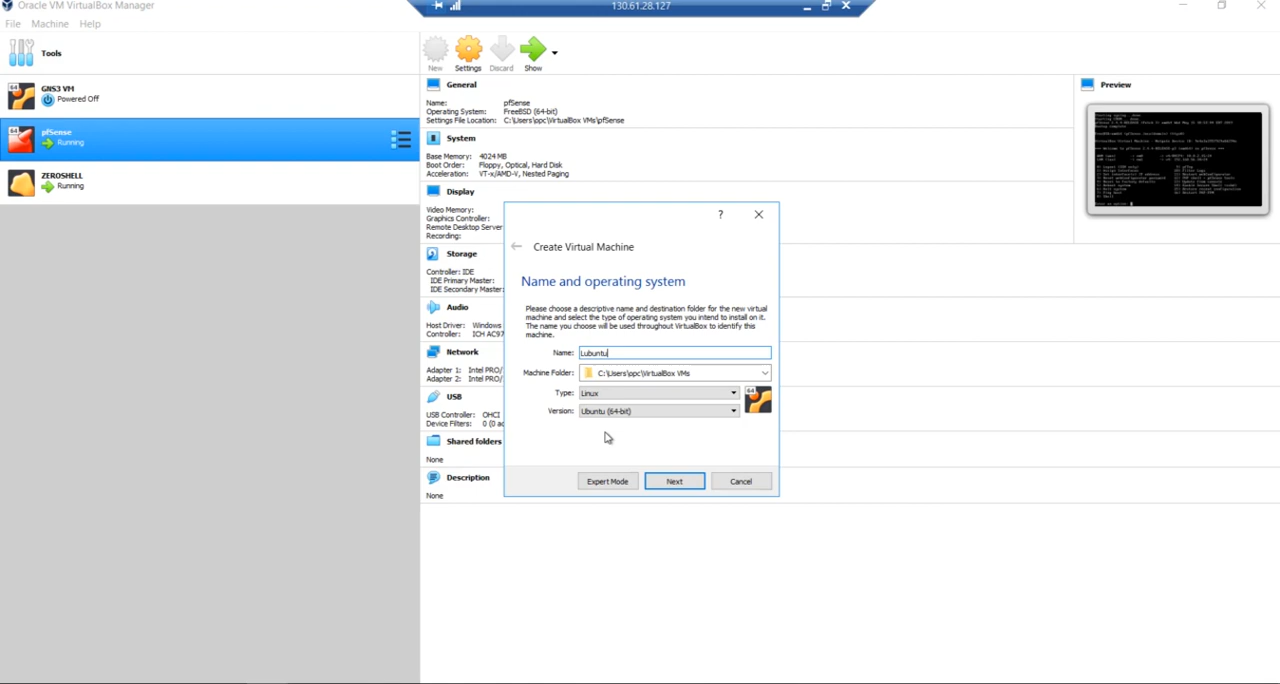 Oracle VM VirtualBox Manager
130.61.28.127
File Machine Help
Tools
New Settings Discard Show
GNS3 VM
Powered Off
pfSense
Running
ZEROSHELL
Running
General
Name: pfSense
Operating System: FreeBSD (64-bit)
Settings File Location: C:\Users\ppc\VirtualBox VMs\pfSense
System
Base Memory: 4024 MB
Boot Order: Floppy, Optical, Hard Disk
Acceleration: VT-x/AMD-V, Nested Paging
Display
Video Memory:
Graphics Controller:
Remote Desktop Server
Recording:
Storage
Controller: IDE
IDE Primary Master:
IDE Secondary Master:
Audio
Host Driver: Windows
Controller: ICH AC97
Network
Adapter 1: Intel PRO/
Adapter 2: Intel PRO/
USB
USB Controller: OHCI
Device Filters: 0 (0 ac
Shared folders
None
Description
None
Preview
?
Create Virtual Machine
Name and operating system
Please choose a descriptive name and destination folder for the new virtual
machine and select the type of operating system you intend to install on it.
The name you choose will be used throughout VirtualBox to identify this
machine.
Name: Lubuntu
Machine Folder: C:\Users\ppc\VirtualBox VMs
Type: Linux
Version: Ubuntu (64-bit)
64
Expert Mode Next Cancel